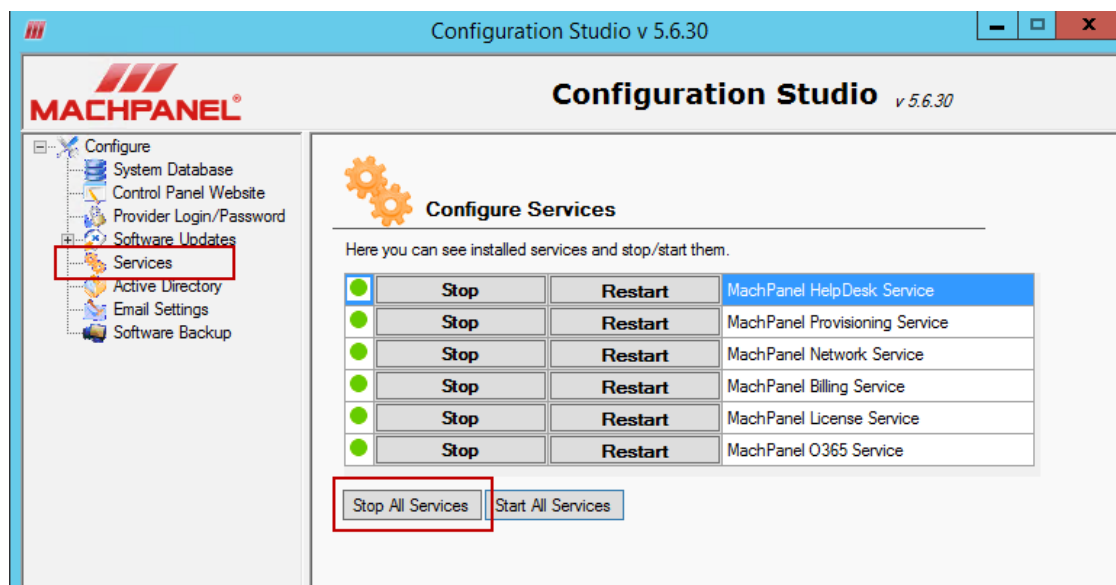 Configuration Studio v 5.6.30
MACHPANEL®
Configuration Studio v 5.6.30
Configure
System Database
Control Panel Website
Provider Login/Password
Software Updates
Services
Active Directory
Email Settings
Software Backup
Configure Services
Here you can see installed services and stop/start them.
Stop Restart MachPanel HelpDesk Service
Stop Restart MachPanel Provisioning Service
Stop Restart MachPanel Network Service
Stop Restart MachPanel Billing Service
Stop Restart MachPanel License Service
Stop Restart MachPanel O365 Service
Stop All Services Start All Services